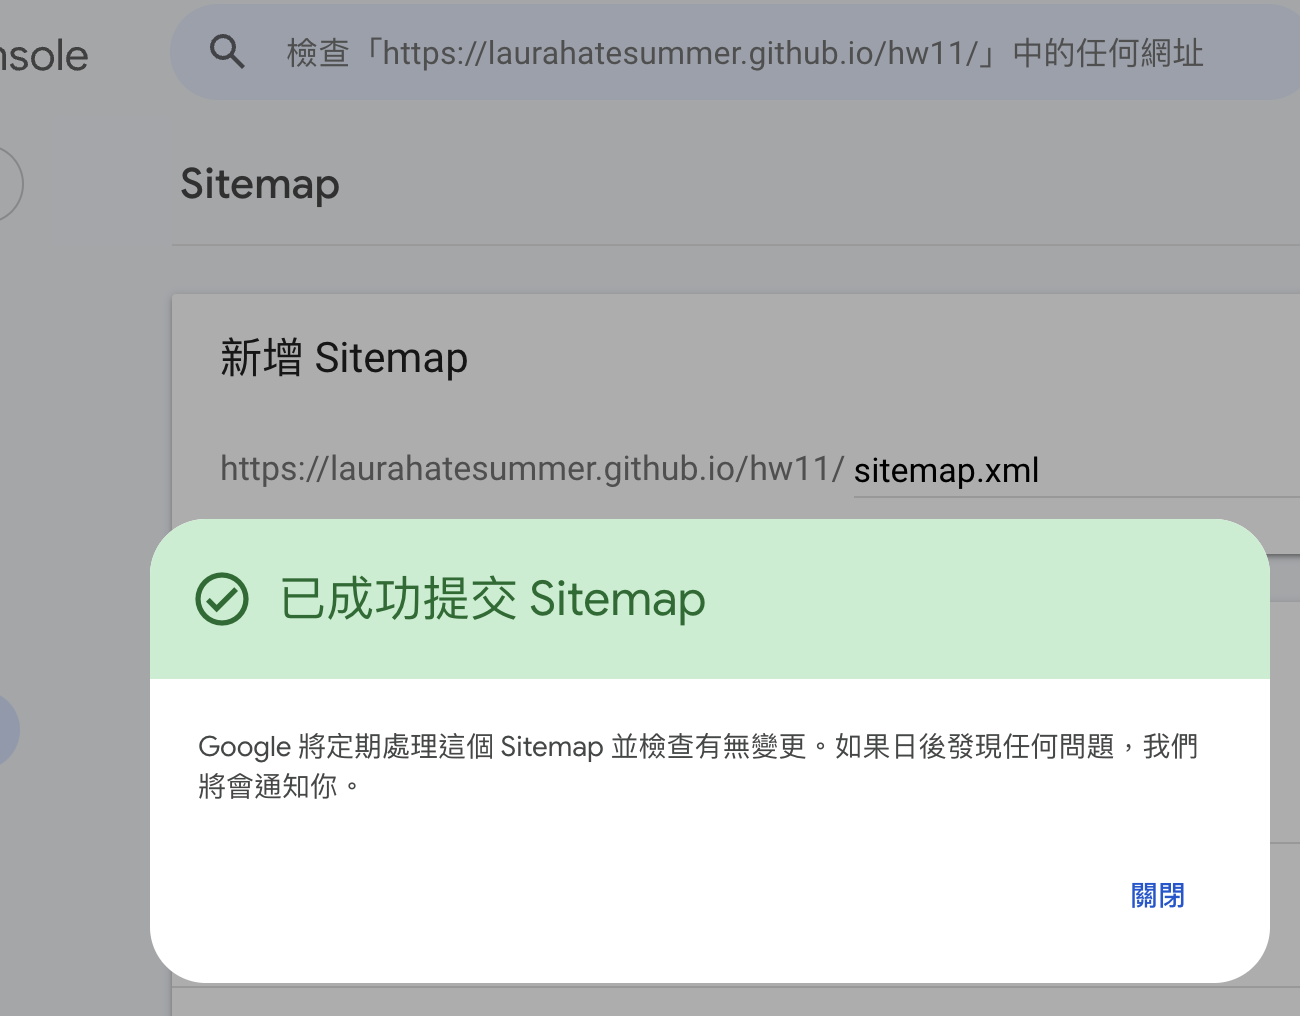 nsole
檢查「https://laurahatesummer.github.io/hw11/」中的任何網址
Sitemap
新增 Sitemap
https://laurahatesummer.github.io/hw11/ sitemap.xml
已成功提交 Sitemap
Google 將定期處理這個 Sitemap 並檢查有無變更。如果日後發現任何問題，我們
將會通知你。
關閉